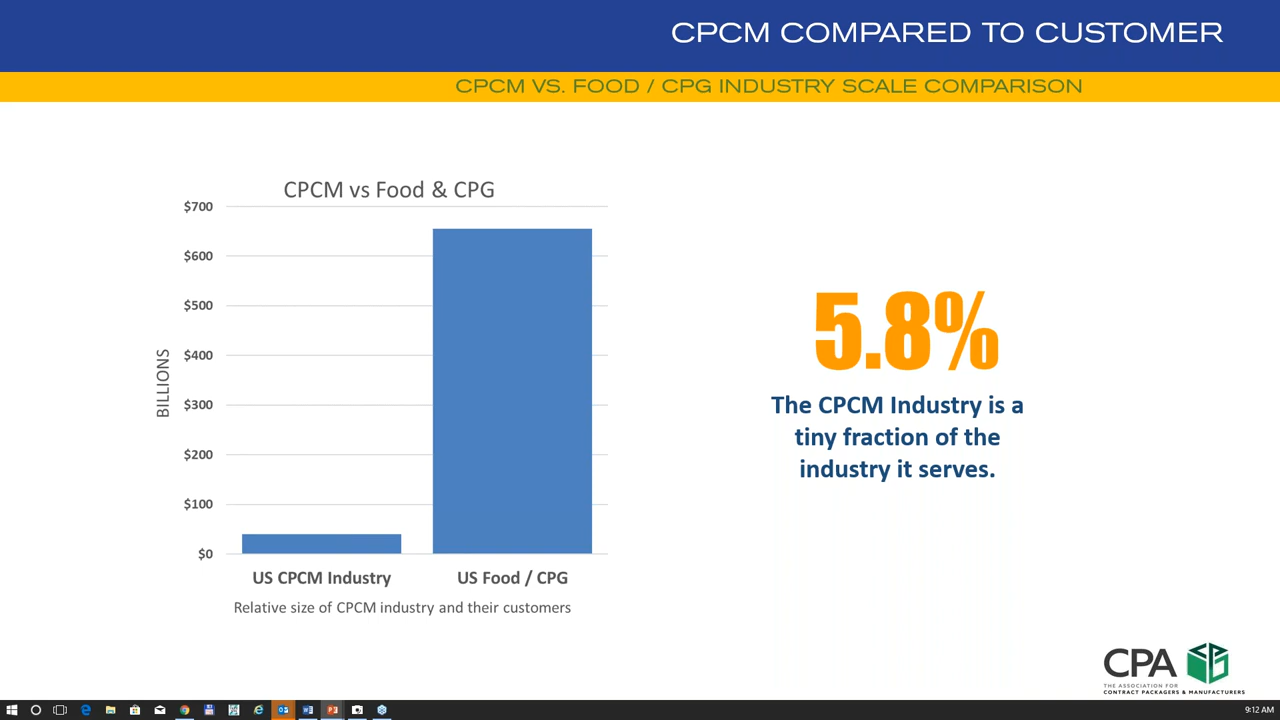 CPCM COMPARED TO CUSTOMER
CPCM VS. FOOD / CPG INDUSTRY SCALE COMPARISON
CPCM vs Food & CPG
$700
$600
$500
$400
$300
$200
$100
$0
BILLIONS
US CPCM Industry
US Food / CPG
Relative size of CPCM industry and their customers
5.8%
The CPCM Industry is a
tiny fraction of the
industry it serves.
CPA
THE ASSOCIATION FOR
CONTRACT PACKAGERS & MANUFACTURERS
9:12 AM